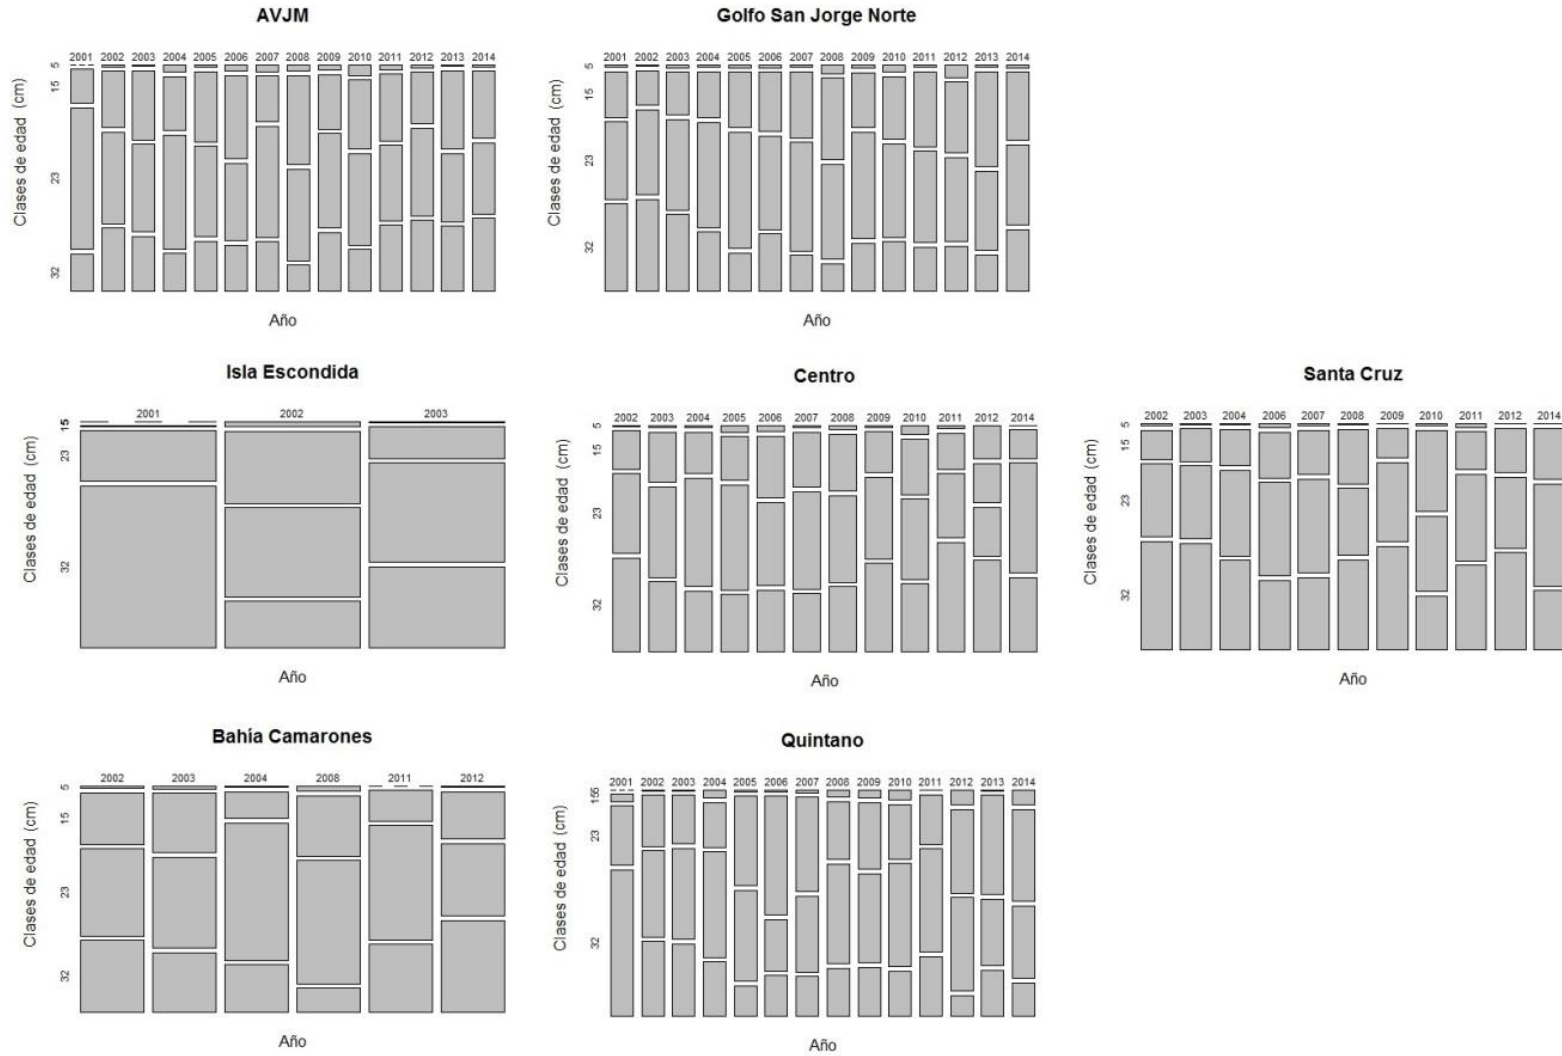 AVJM
2001 2002 2003 2004 2005 2006 2007 2008 2009 2010 2011 2012 2013 2014
5
15
23
32
Clases de edad (cm)
Año
Golfo San Jorge Norte
2001 2002 2003 2004 2005 2006 2007 2008 2009 2010 2011 2012 2013 2014
5
15
23
32
Clases de edad (cm)
Año
Isla Escondida
2001 2002 2003
15
23
32
Clases de edad (cm)
Año
Centro
2002 2003 2004 2005 2006 2007 2008 2009 2010 2011 2012 2014
5
15
23
32
Clases de edad (cm)
Año
Santa Cruz
2002 2003 2004 2006 2007 2008 2009 2010 2011 2012 2014
5
15
23
32
Clases de edad (cm)
Año
Bahía Camarones
2002 2003 2004 2008 2011 2012
5
15
23
32
Clases de edad (cm)
Año
Quintano
2001 2002 2003 2004 2005 2006 2007 2008 2009 2010 2011 2012 2013 2014
23
32
Clases de edad (cm)
Año